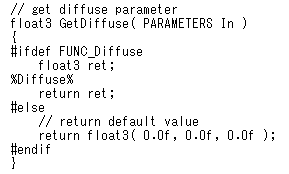 // get diffuse parameter
float3 GetDiffuse( PARAMETERS In )
{
#ifdef FUNC_Diffuse
    float3 ret;
%Diffuse%
    return ret;
#else
    // return default value
    return float3( 0.0f, 0.0f, 0.0f );
#endif
}